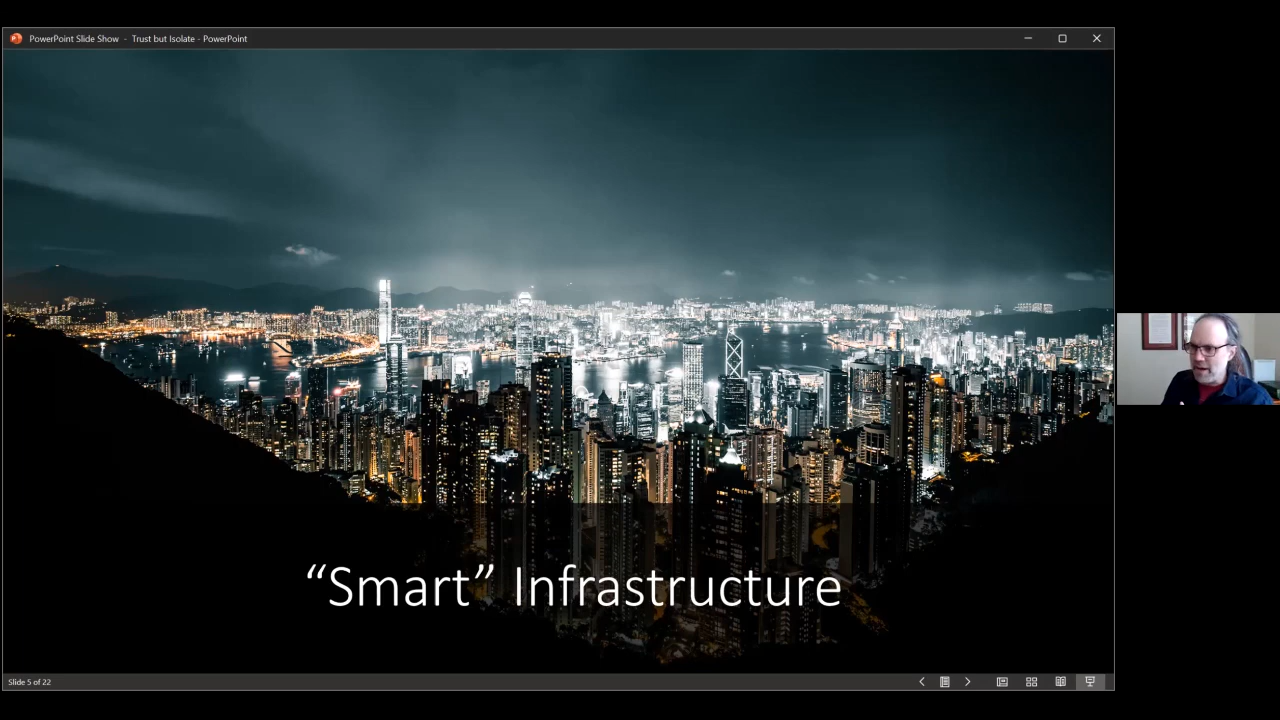 PowerPoint Slide Show - Trust but Isolate - PowerPoint
“Smart” Infrastructure
Slide 5 of 22